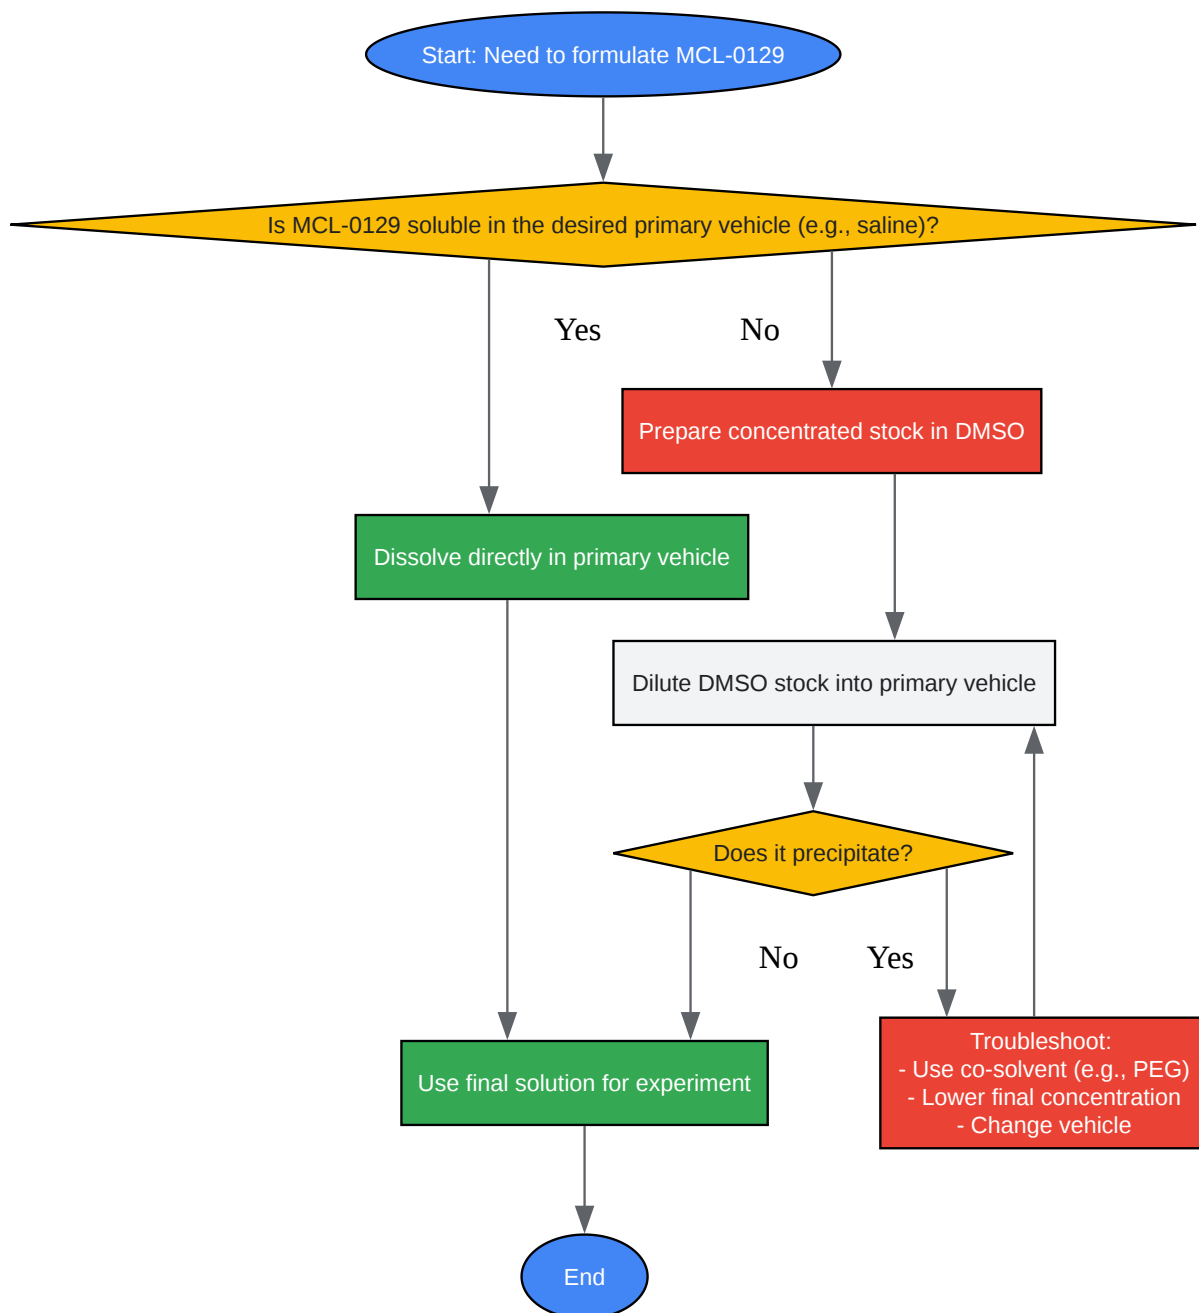 Start: Need to formulate MCL-0129
Is MCL-0129 soluble in the desired primary vehicle (e.g., saline)?
Yes
No
Prepare concentrated stock in DMSO
Dissolve directly in primary vehicle
Dilute DMSO stock into primary vehicle
Does it precipitate?
No
Yes
Troubleshoot:
- Use co-solvent (e.g., PEG)
- Lower final concentration
- Change vehicle
Use final solution for experiment
End